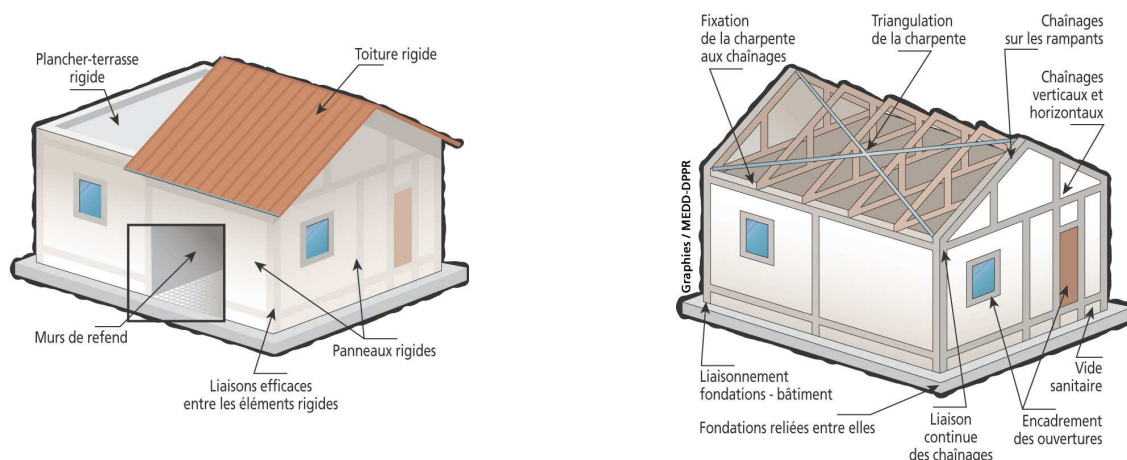 Plancher-terrasse
rigide
Toiture rigide
Murs de refend
Panneaux rigides
Liaisons efficaces
entre les éléments rigides
Fixation
de la charpente
aux chaînages
Triangulation
de la charpente
Chaînages
sur les rampants
Chaînages
verticaux et
horizontaux
Graphies / MEDD-DPPR
Liaisonnement
fondations - bâtiment
Fondations reliées entre elles
Liaison
continue
des chaînages
Encadrement
des ouvertures
Vide
sanitaire